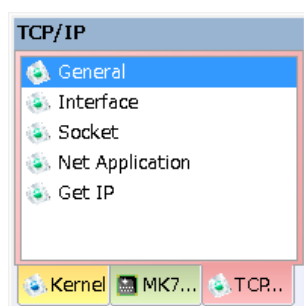 TCP/IP
General
Interface
Socket
Net Application
Get IP
Kernel MK7... TCP...